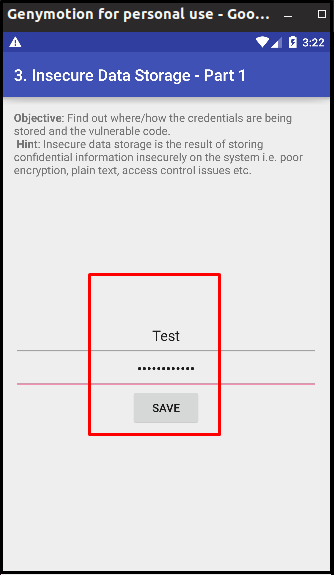 Genymotion for personal use - Goo...
3:22
3. Insecure Data Storage - Part 1
Objective: Find out where/how the credentials are being
stored and the vulnerable code.
Hint: Insecure data storage is the result of storing
confidential information insecurely on the system i.e. poor
encryption, plain text, access control issues etc.
Test
••••••••••••
SAVE